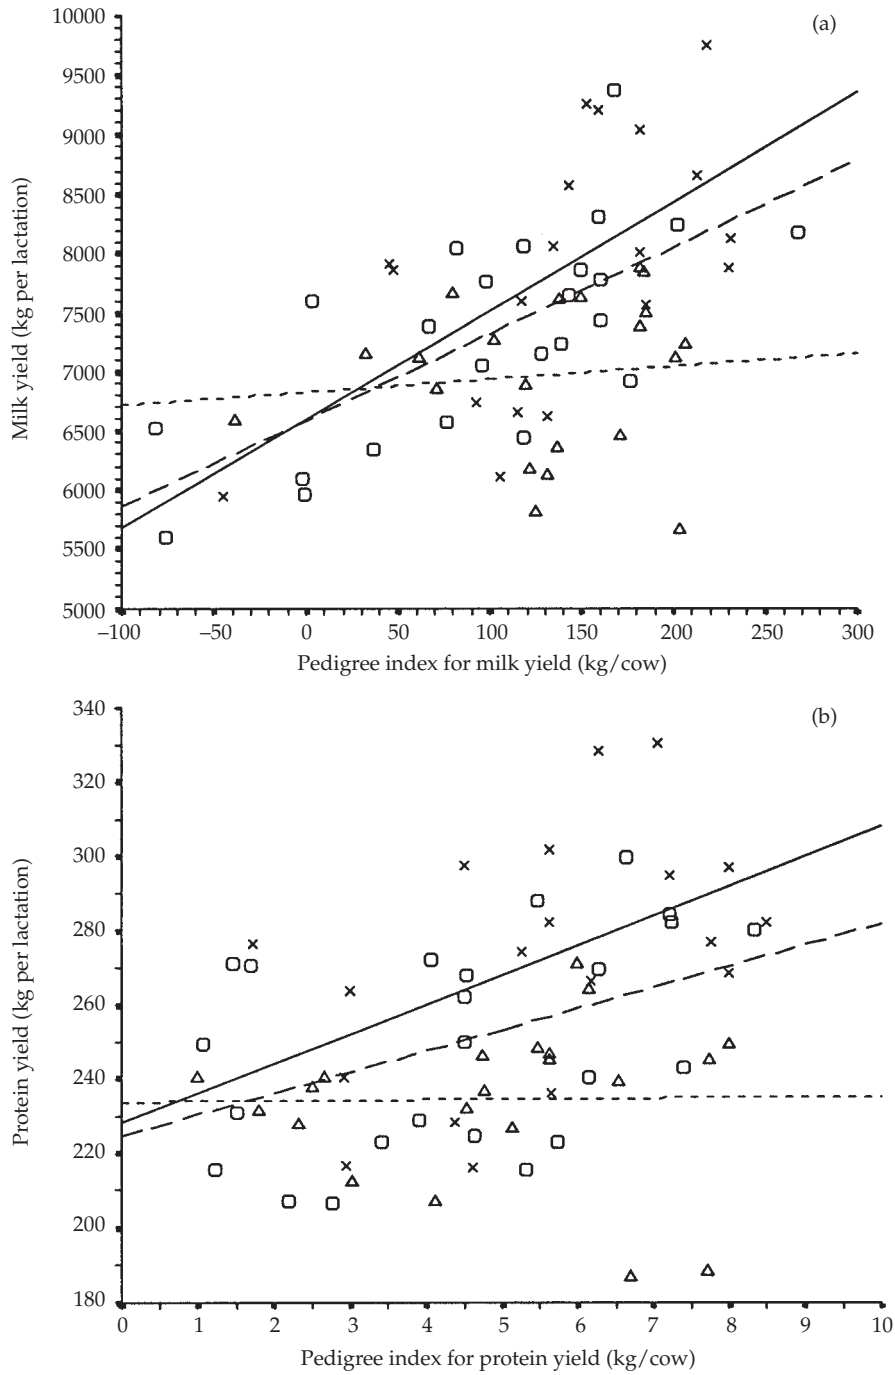 (a)
10000
9500
9000
8500
8000
7500
7000
6500
6000
5500
5000
Milk yield (kg per lactation)
–100 –50 0 50 100 150 200 250 300
Pedigree index for milk yield (kg/cow)
(b)
340
320
300
280
260
240
220
200
180
Protein yield (kg per lactation)
0 1 2 3 4 5 6 7 8 9 10
Pedigree index for protein yield (kg/cow)